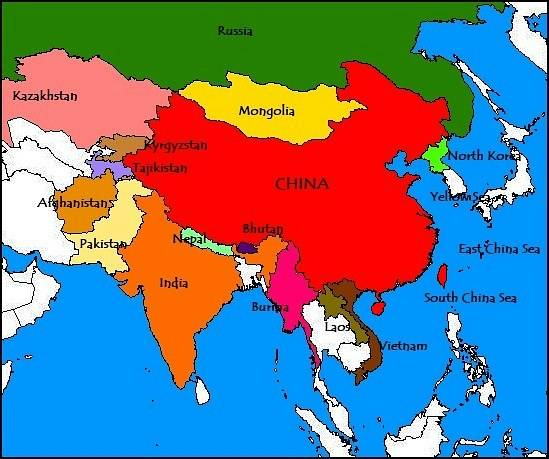 Russia
Kazakhstan
Mongolia
Kyrgyzstan
North Korea
Tajikistan
CHINA
Yellow Sea
Afghanistans
Bhutan
Nepal
Pakistan
East China Sea
India
South China Sea
Burma
Laos
Vietnam